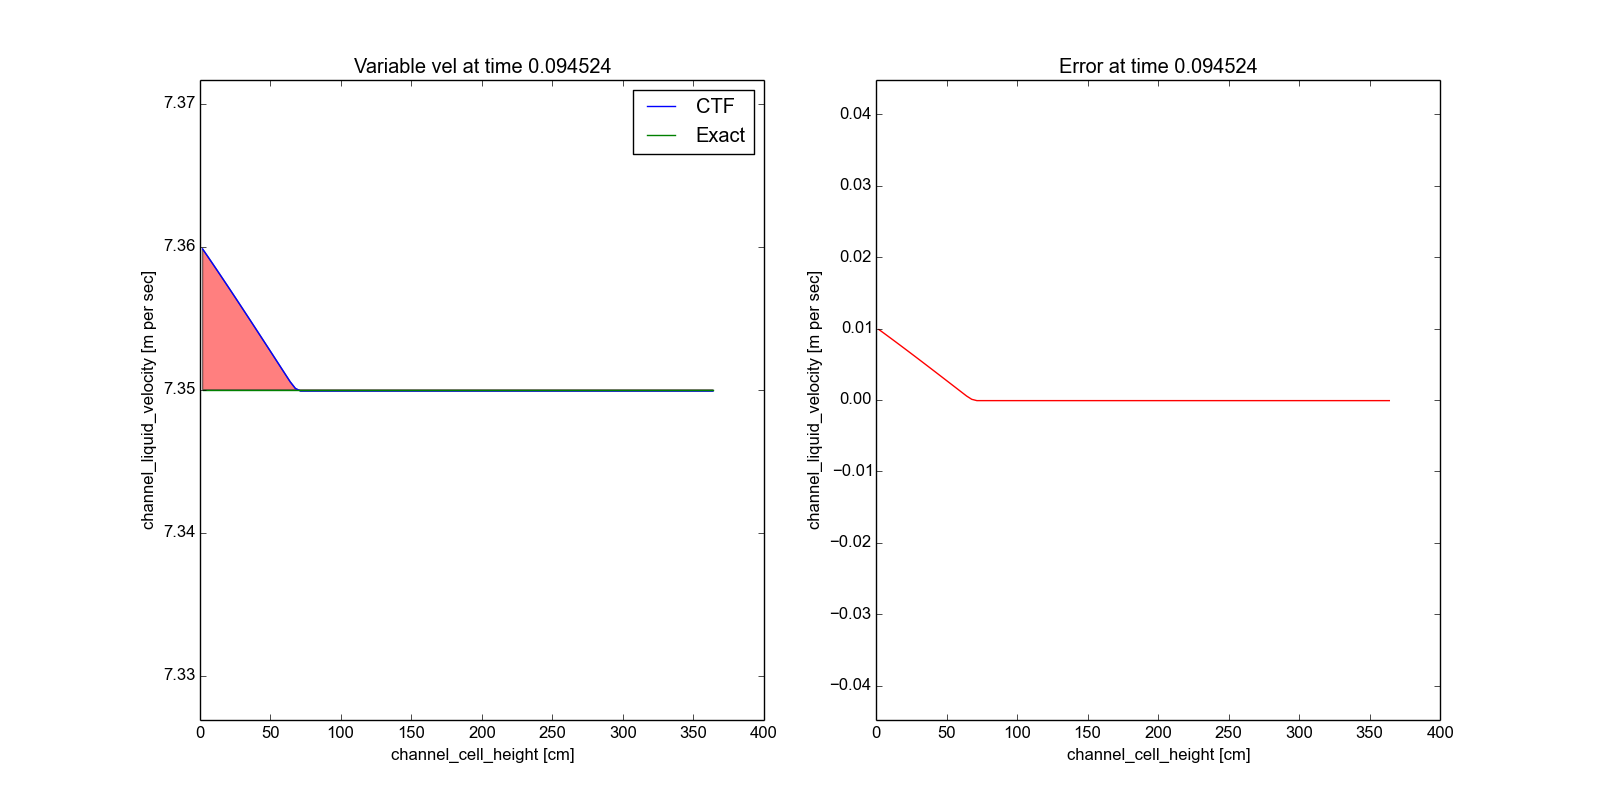 Variable vel at time 0.094524
7.37
7.36
7.35
7.34
7.33
CTF
Exact
channel_liquid_velocity [m per sec]
0 50 100 150 200 250 300 350 400
channel_cell_height [cm]
Error at time 0.094524
0.04
0.03
0.02
0.01
0.00
−0.01
−0.02
−0.03
−0.04
channel_liquid_velocity [m per sec]
0 50 100 150 200 250 300 350 400
channel_cell_height [cm]